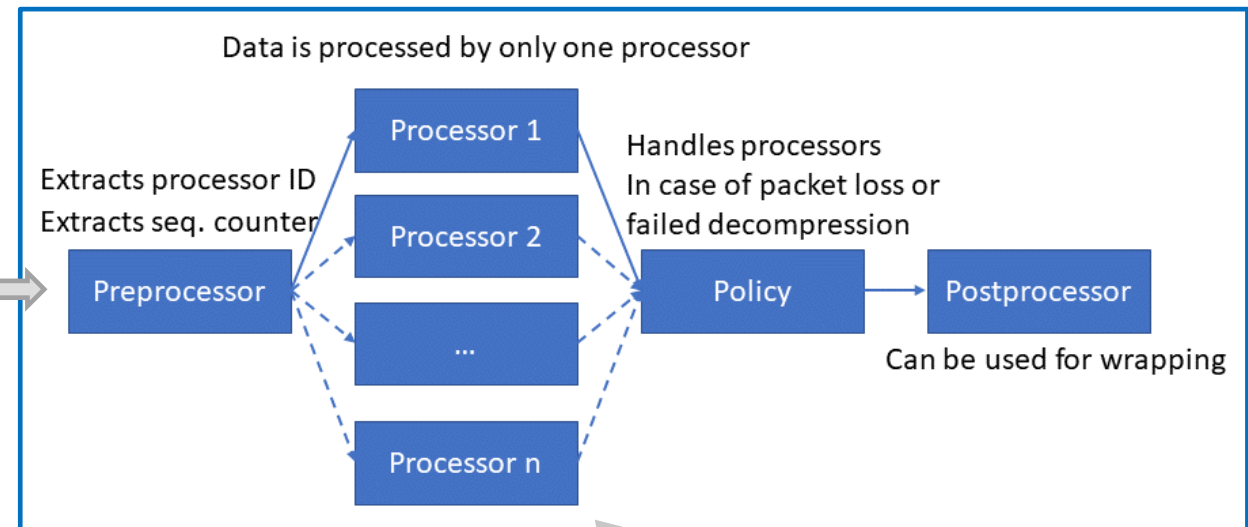 Data is processed by only one processor
Processor 1
Extracts processor ID
Extracts seq. counter
Processor 2
Handles processors
In case of packet loss or
failed decompression
Preprocessor
...
Policy
Postprocessor
Can be used for wrapping
Processor n